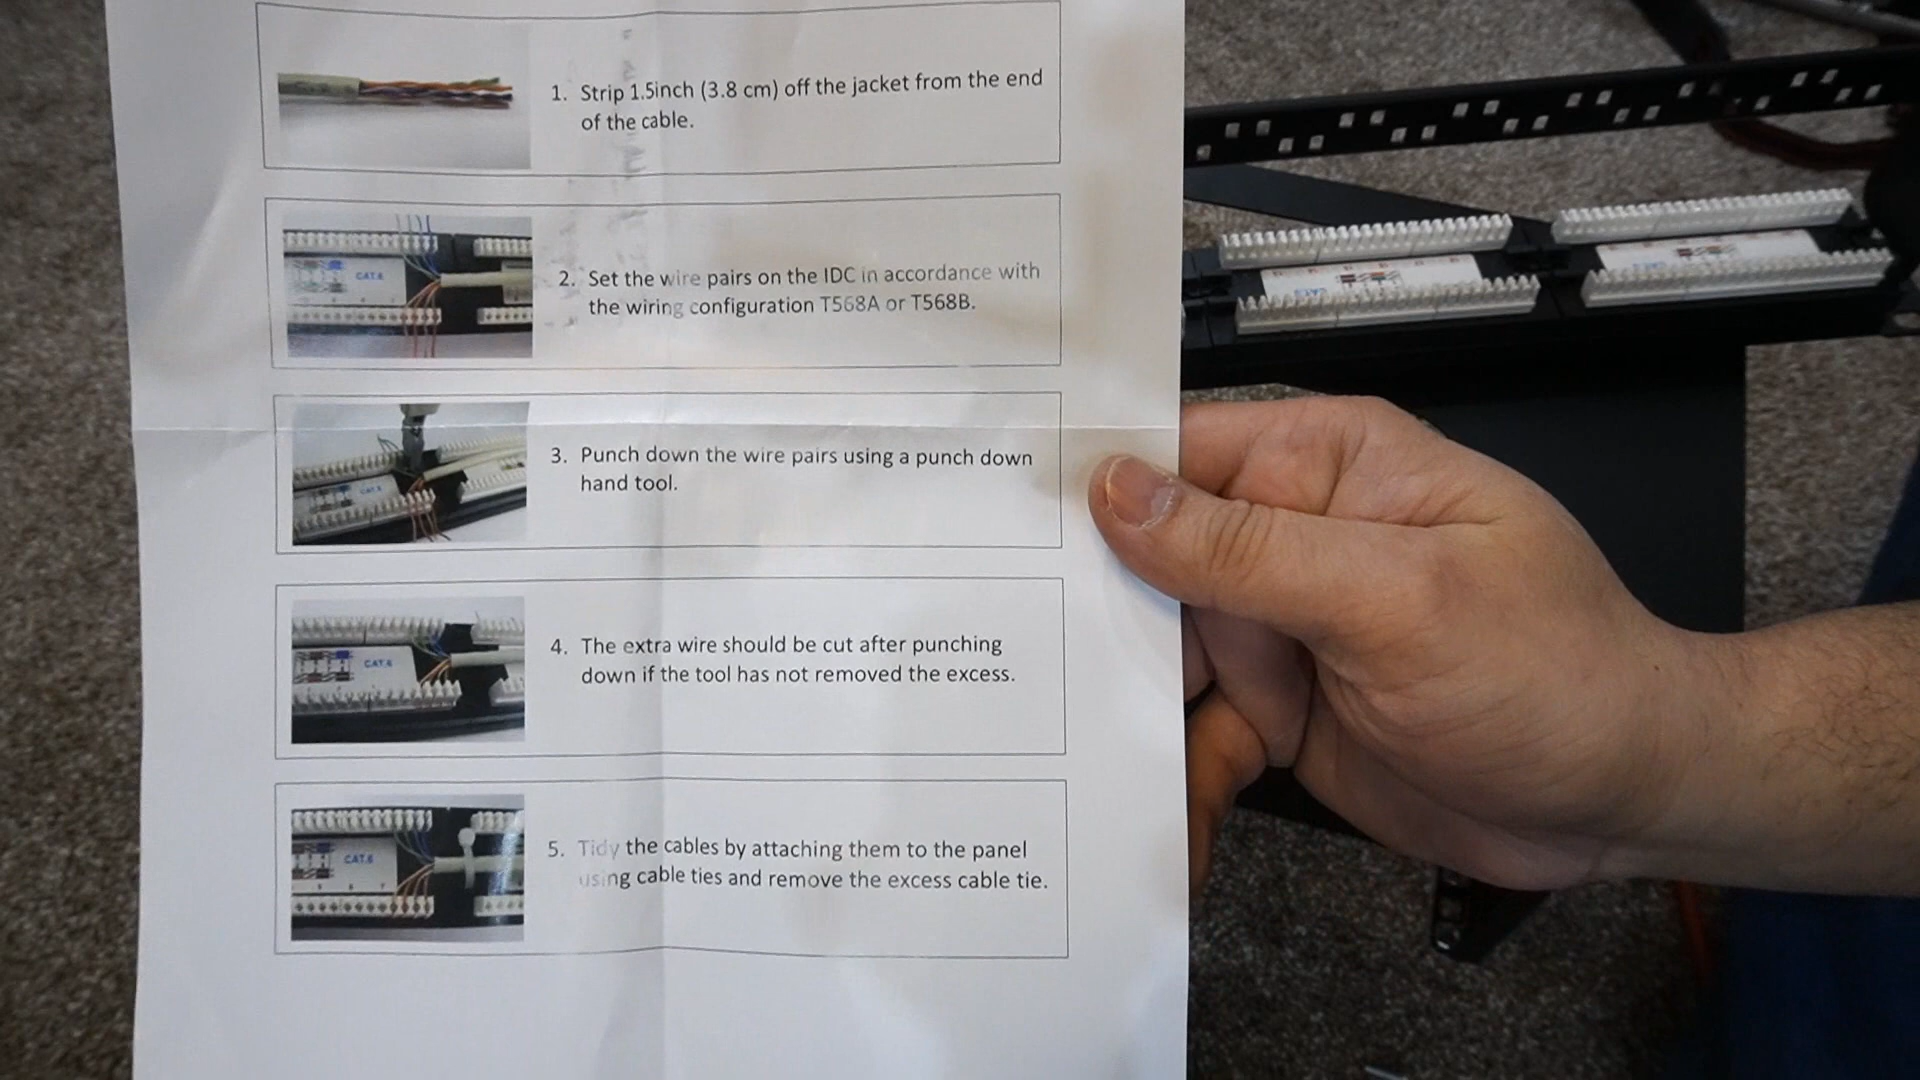 1. Strip 1.5inch (3.8 cm) off the jacket from the end
of the cable.
CAT.6
2. Set the wire pairs on the IDC in accordance with
the wiring configuration T568A or T568B.
3. Punch down the wire pairs using a punch down
hand tool.
CAT.6
4. The extra wire should be cut after punching
down if the tool has not removed the excess.
CAT.6
5. Tidy the cables by attaching them to the panel
using cable ties and remove the excess cable tie.